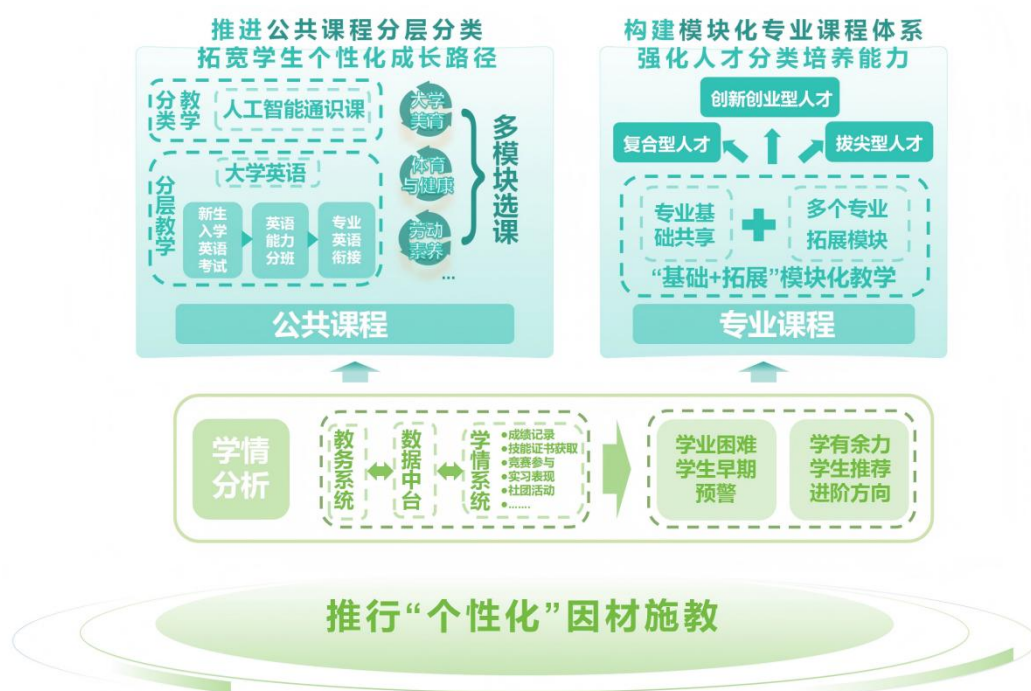 推进公共课程分层分类
拓宽学生个性化成长路径
分类教学
人工智能通识课
分层教学
大学英语
新生
入学
英语
考试
英语
能力
分班
专业
英语
衔接
大学
美育
体育
与健康
劳动
素养
...
多模块选课
公共课程
构建模块化专业课程体系
强化人才分类培养能力
创新创业型人才
复合型人才
拔尖型人才
专业基
础共享
多个专业
拓展模块
“基础+拓展”模块化教学
专业课程
学情
分析
教务系统
数据中台
学情系统
●成绩记录
●技能证书获取
●竞赛参与
●实习表现
●社团活动
●.......
学业困难
学生早期
预警
学有余力
学生推荐
进阶方向
推行“个性化”因材施教